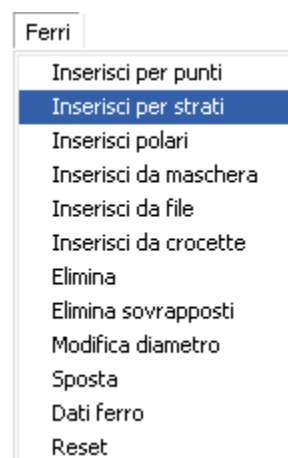 Ferri
Inserisci per punti
Inserisci per strati
Inserisci polari
Inserisci da maschera
Inserisci da file
Inserisci da crocette
Elimina
Elimina sovrapposti
Modifica diametro
Sposta
Dati ferro
Reset